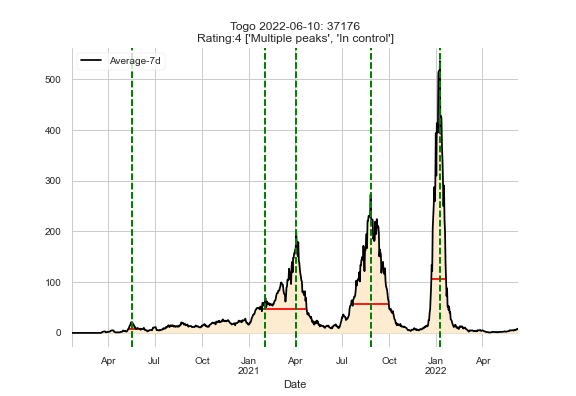 Togo 2022-06-10: 37176
Rating:4 ['Multiple peaks', 'In control']
Average-7d
500
400
300
200
100
0
Apr Jul Oct Jan Apr Jul Oct Jan Apr
2021 2022
Date